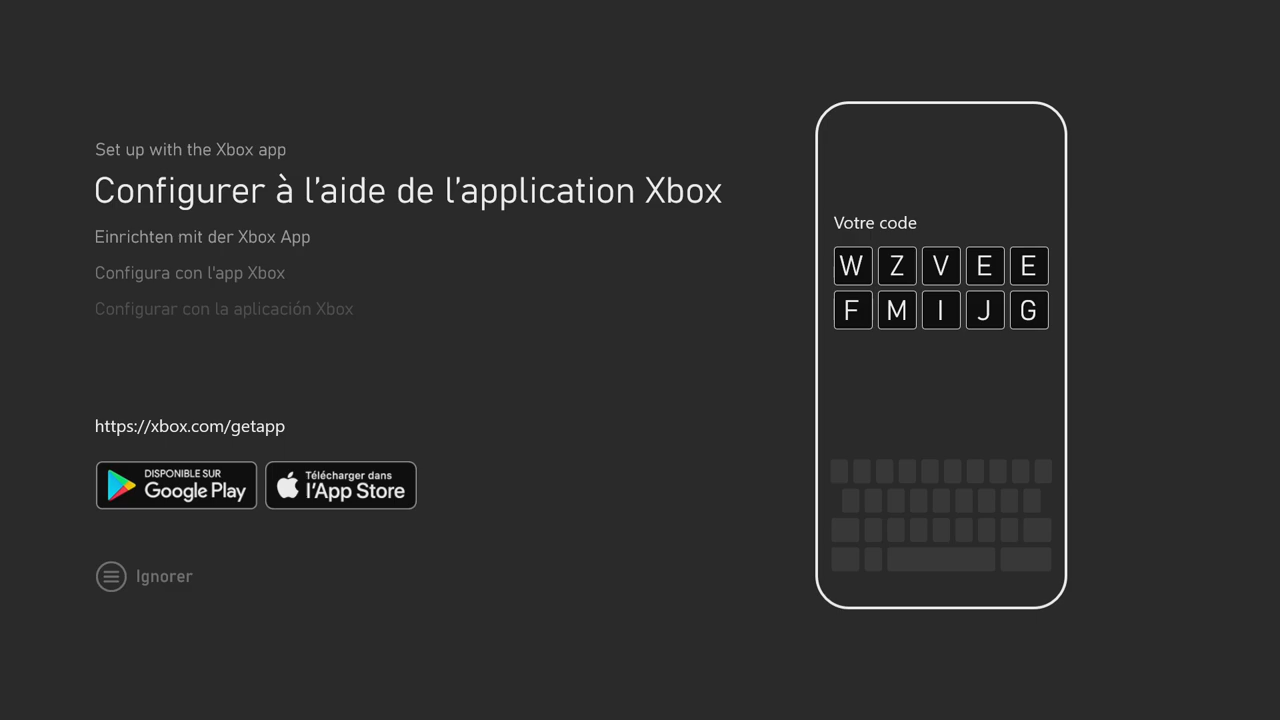 Set up with the Xbox app
Configurer à l'aide de l'application Xbox
Einrichten mit der Xbox App
Configura con l'app Xbox
Configurar con la aplicación Xbox
https://xbox.com/getapp
DISPONIBLE SUR
Google Play
Télécharger dans
l'App Store
Ignorer
Votre code
W Z V E E
F M I J G